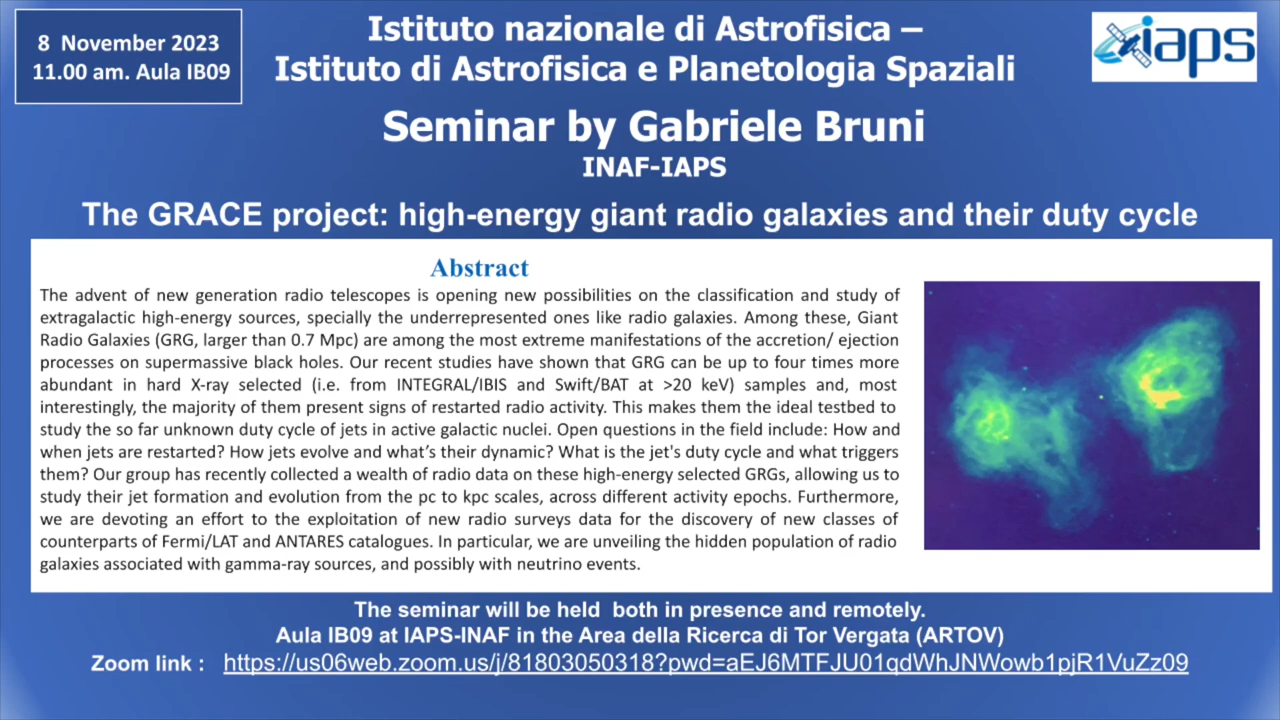 8 November 2023
11.00 am. Aula IB09
Istituto nazionale di Astrofisica –
Istituto di Astrofisica e Planetologia Spaziali
iaps
Seminar by Gabriele Bruni
INAF-IAPS
The GRACE project: high-energy giant radio galaxies and their duty cycle
Abstract
The advent of new generation radio telescopes is opening new possibilities on the classification and study of
extragalactic high-energy sources, specially the underrepresented ones like radio galaxies. Among these, Giant
Radio Galaxies (GRG, larger than 0.7 Mpc) are among the most extreme manifestations of the accretion/ ejection
processes on supermassive black holes. Our recent studies have shown that GRG can be up to four times more
abundant in hard X-ray selected (i.e. from INTEGRAL/IBIS and Swift/BAT at >20 keV) samples and, most
interestingly, the majority of them present signs of restarted radio activity. This makes them the ideal testbed to
study the so far unknown duty cycle of jets in active galactic nuclei. Open questions in the field include: How and
when jets are restarted? How jets evolve and what’s their dynamic? What is the jet's duty cycle and what triggers
them? Our group has recently collected a wealth of radio data on these high-energy selected GRGs, allowing us to
study their jet formation and evolution from the pc to kpc scales, across different activity epochs. Furthermore,
we are devoting an effort to the exploitation of new radio surveys data for the discovery of new classes of
counterparts of Fermi/LAT and ANTARES catalogues. In particular, we are unveiling the hidden population of radio
galaxies associated with gamma-ray sources, and possibly with neutrino events.
The seminar will be held both in presence and remotely.
Aula IB09 at IAPS-INAF in the Area della Ricerca di Tor Vergata (ARTOV)
Zoom link : https://us06web.zoom.us/j/81803050318?pwd=aEJ6MTFJU01qdWhJNWowb1pjR1VuZz09